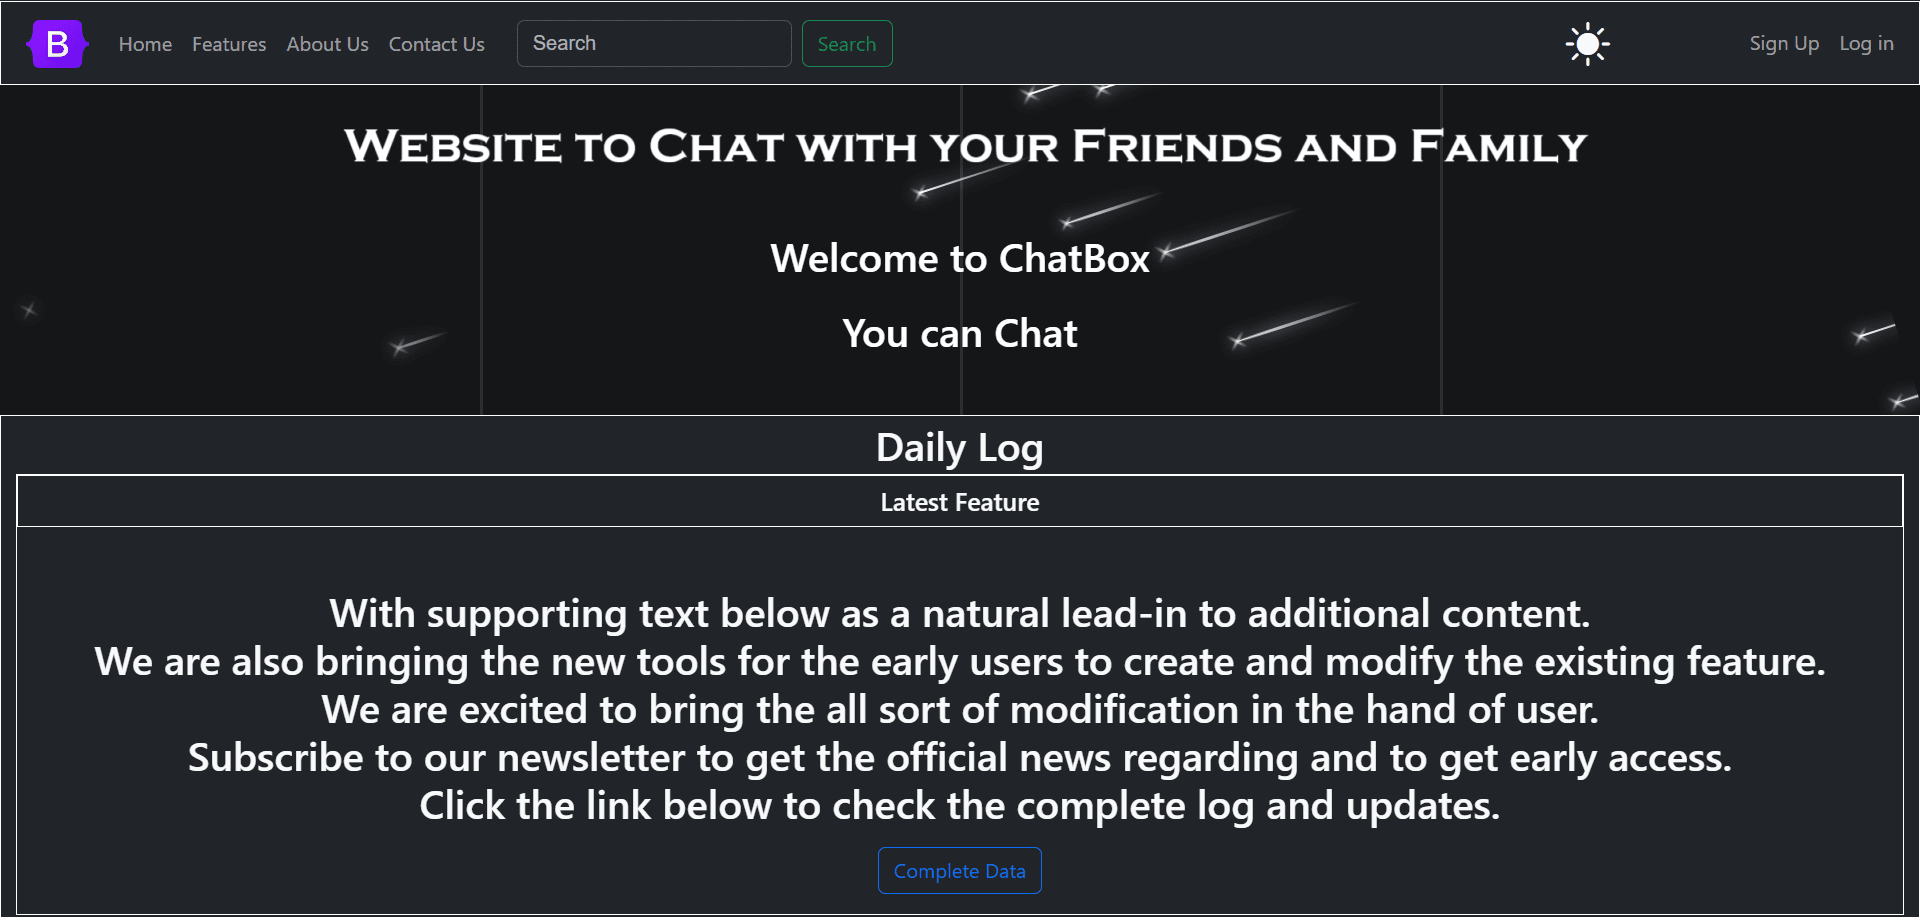 B Home Features About Us Contact Us Search Search Sign Up Log in
Website to Chat with your Friends and Family
Welcome to ChatBox
You can Chat
Daily Log
Latest Feature
With supporting text below as a natural lead-in to additional content.
We are also bringing the new tools for the early users to create and modify the existing feature.
We are excited to bring the all sort of modification in the hand of user.
Subscribe to our newsletter to get the official news regarding and to get early access.
Click the link below to check the complete log and updates.
Complete Data